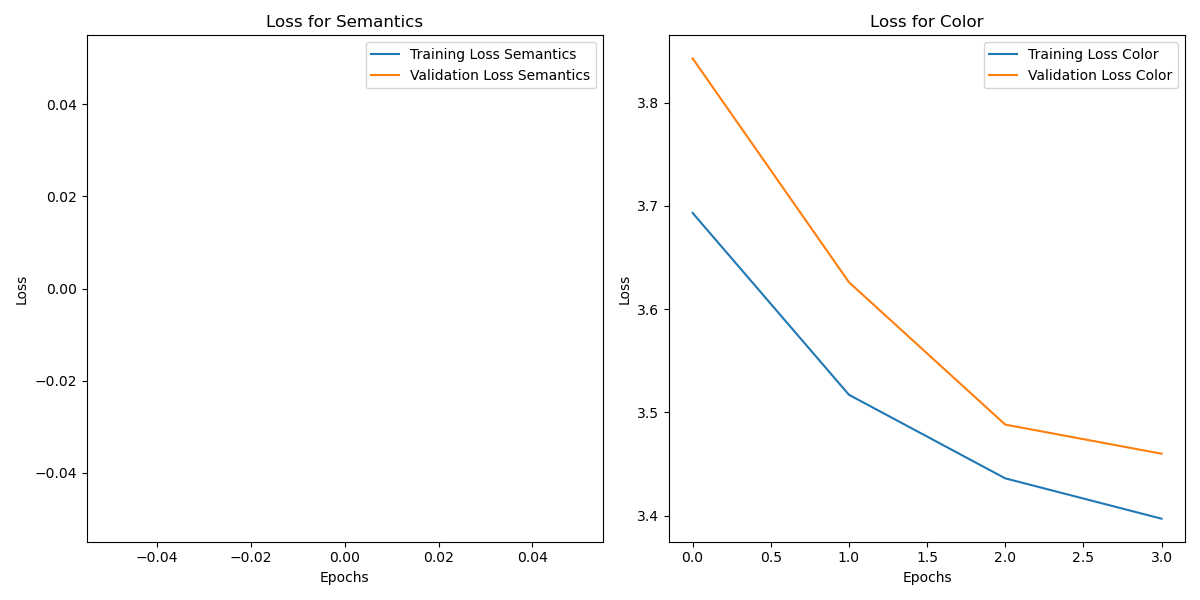 Loss for Semantics
Training Loss Semantics
Validation Loss Semantics
0.04
0.02
0.00
−0.02
−0.04
Loss
−0.04
−0.02
0.00
0.02
0.04
Epochs
Loss for Color
Training Loss Color
Validation Loss Color
3.8
3.7
3.6
3.5
3.4
Loss
0.0
0.5
1.0
1.5
2.0
2.5
3.0
Epochs